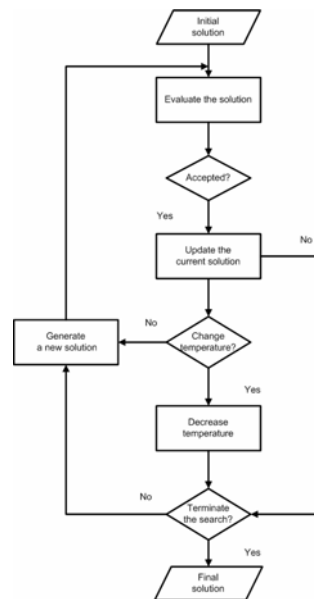 Initial
solution
Evaluate the solution
Accepted?
Yes
Update the
current solution
No
Generate
a new solution
No
Change
temperature?
Yes
Decrease
temperature
No
Terminate
the search?
Yes
Final
solution